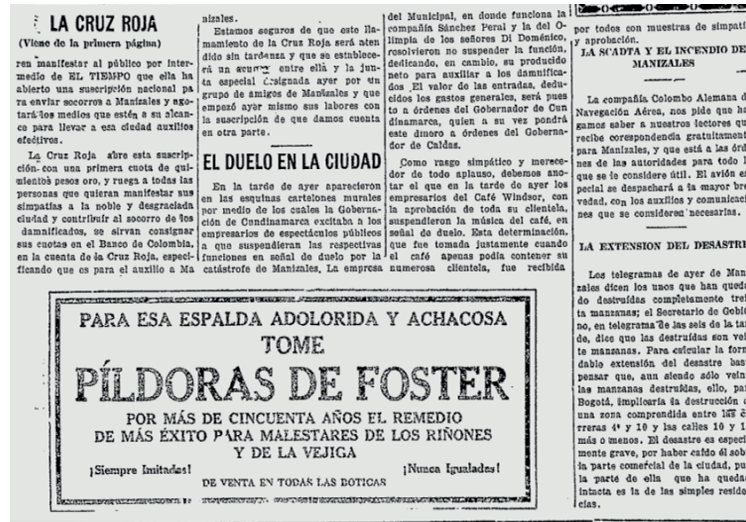 LA CRUZ ROJA
(Viene de la primera página)
ren manifestar al público por inter-
medio de EL TIEMPO que ella ha
abierto una suscripción nacional pa
ra enviar socorros a Manizales y ago-
tará los medios que estén a su alcan-
ce para llevar a esa ciudad auxilios
efectivos.
La Cruz Roja abre esta suscrip-
ción con una primera cuota de qui-
nientos pesos oro, y ruega a todas las
personas que quieran manifestar sus
simpatías a la noble y desgraciada
ciudad y contribuir al socorro de los
damnificados, se sirvan consignar
sus cuotas en el Banco de Colombia,
en la cuenta de la Cruz Roja, especi-
ficando que es para el auxilio a Ma
nizales.
Estamos seguros de que este lla-
mamiento de la Cruz Roja será aten
dido sin tardanza y que se establece-
rá un entre ella y la jun-
ta especial designada ayer por un
grupo de amigos de Manizales y que
empezó ayer mismo sus labores con
la suscripción de que damos cuenta
en otra parte.
EL DUELO EN LA CIUDAD
En la tarde de ayer aparecieron
en las esquinas cartelones murales
por medio de los cuales la Goberna-
ción de Cundinamarca excitaba a los
empresarios de espectáculos públicos
a que suspendieran las respectivas
funciones en señal de duelo por la
catástrofe de Manizales. La empresa
del Municipal, en donde funciona la
compañía Sánchez Peral y la del O-
limpia de los señores Di Doménico,
resolvieron no suspender la función,
dedicando, en cambio, su producido
neto para auxiliar a los damnifica-
dos .El valor de las entradas, dedu-
cidos los gastos generales, será pues
to a órdenes del Gobernador de Cun
dinamarca, quien a su vez pondrá
este dinero a órdenes del Goberna-
dor de Caldas.
Como rasgo simpático y merece-
dor de todo aplauso, debemos ano-
tar el que en la tarde de ayer los
empresarios del Café Windsor, con
la aprobación de toda su clientela,
suspendieron la música del café, en
señal de duelo. Esta determinación,
que fue tomada justamente cuando
el café apenas podía contener su
numerosa clientela, fue recibida
por todos con muestras de simpatí
y aprobación.
LA SCADTA Y EL INCENDIO DE
MANIZALES
La compañía Colombo Alemana d
Navegación Aérea, nos pide que ha
gamos saber a nuestros lectores qu
recibe correspondencia gratuitament
para Manizales, y que está a las órd
nes de las autoridades para todo l
que se le considere útil. El avión es
pecial se despachará a la mayor bre
vedad, con los auxilios y comunicaci
nes que se consideren necesarias.
LA EXTENSION DEL DESASTRE
Los telegramas de ayer de Man
zales dicen los unos que han queda
do destruídas completamente trei
ta manzanas; el Secretario de Gobie
no, en telegrama de las seis de la tar
de, dice que las destruídas son vei
te manzanas. Para calcular la form
dable extensión del desastre bas
pensar que, aun siendo sólo vein
las manzanas destruídas, ello, pa
Bogotá, implicaría la destrucción d
una zona comprendida entre las c
rreras 4ª y 10 y las calles 10 y 1
más o menos. El desastre es especi
mente grave, por haber caído él sob
la parte comercial de la ciudad, pu
la parte de ella que ha queda
intacta es la de las simples reside
cias.
PARA ESA ESPALDA ADOLORIDA Y ACHACOSA
TOME
PÍLDORAS DE FOSTER
POR MÁS DE CINCUENTA AÑOS EL REMEDIO
DE MÁS ÉXITO PARA MALESTARES DE LOS RIÑONES
Y DE LA VEJIGA
¡Siempre Imitadas! ¡Nunca Igualadas!
DE VENTA EN TODAS LAS BOTICAS